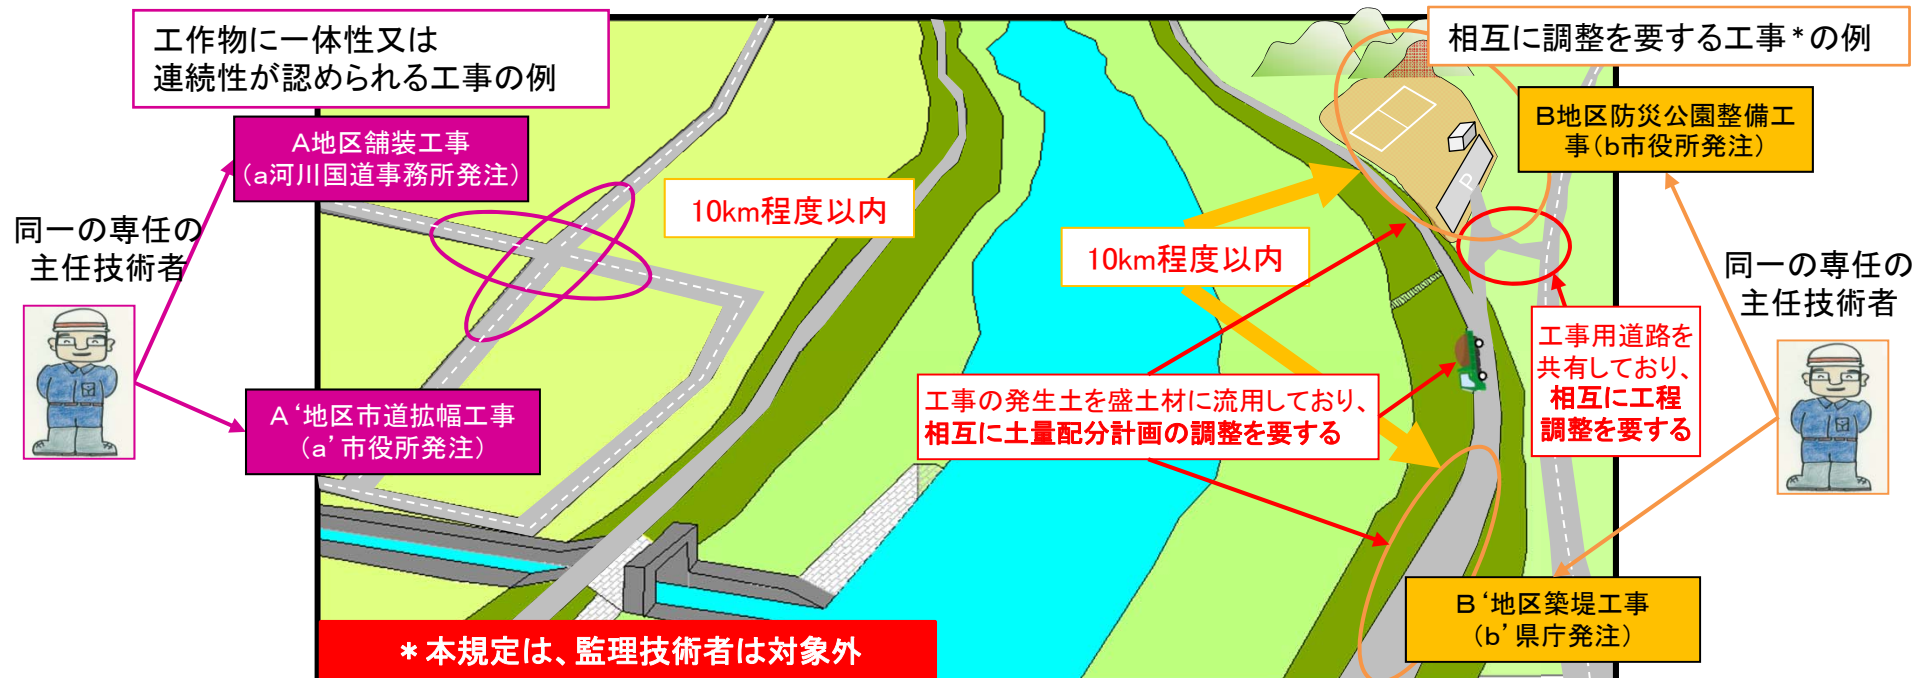 工作物に一体性又は
連続性が認められる工事の例
相互に調整を要する工事*の例
A地区舗装工事
(a河川国道事務所発注)
B地区防災公園整備工
事(b市役所発注)
10km程度以内
同一の専任の
主任技術者
10km程度以内
同一の専任の
主任技術者
P
工事用道路を
共有しており、
相互に工程
調整を要する
工事の発生土を盛土材に流用しており、
相互に土量配分計画の調整を要する
A‘地区市道拡幅工事
(a’市役所発注)
B‘地区築堤工事
(b’県庁発注)
*本規定は、監理技術者は対象外